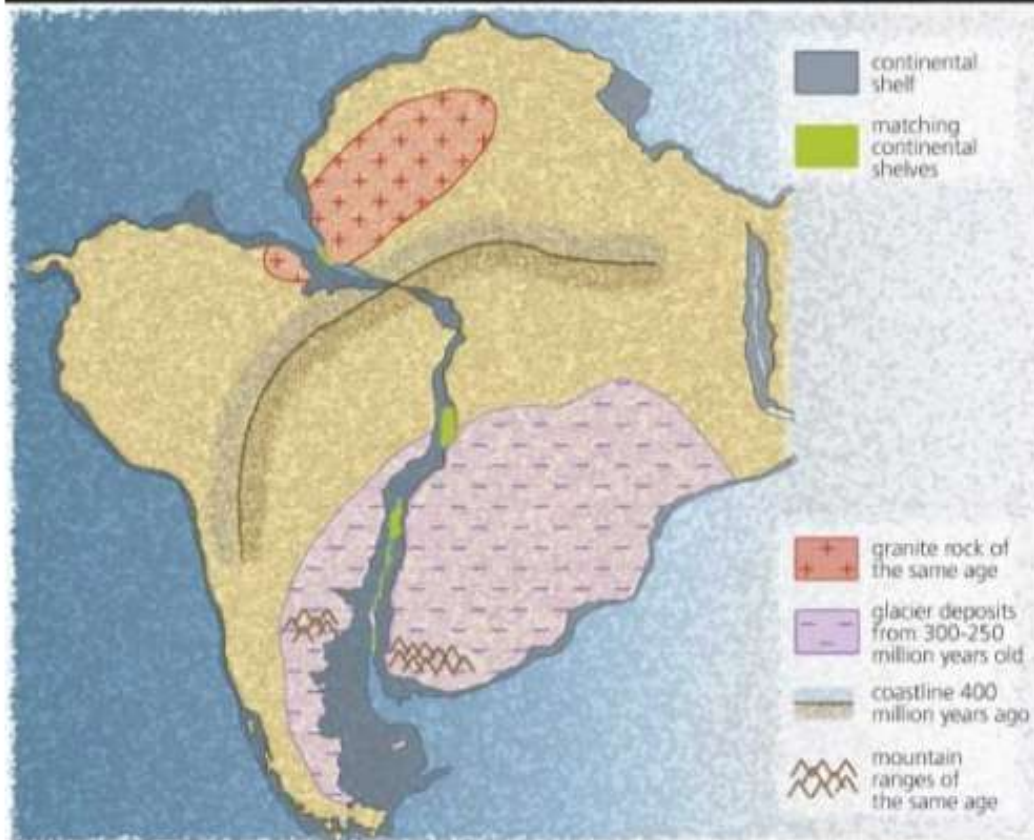 continental
shelf
matching
continental
shelves
granite rock of
the same age
glacier deposits
from 300-250
million years old
coastline 400
million years ago
mountain
ranges of
the same age